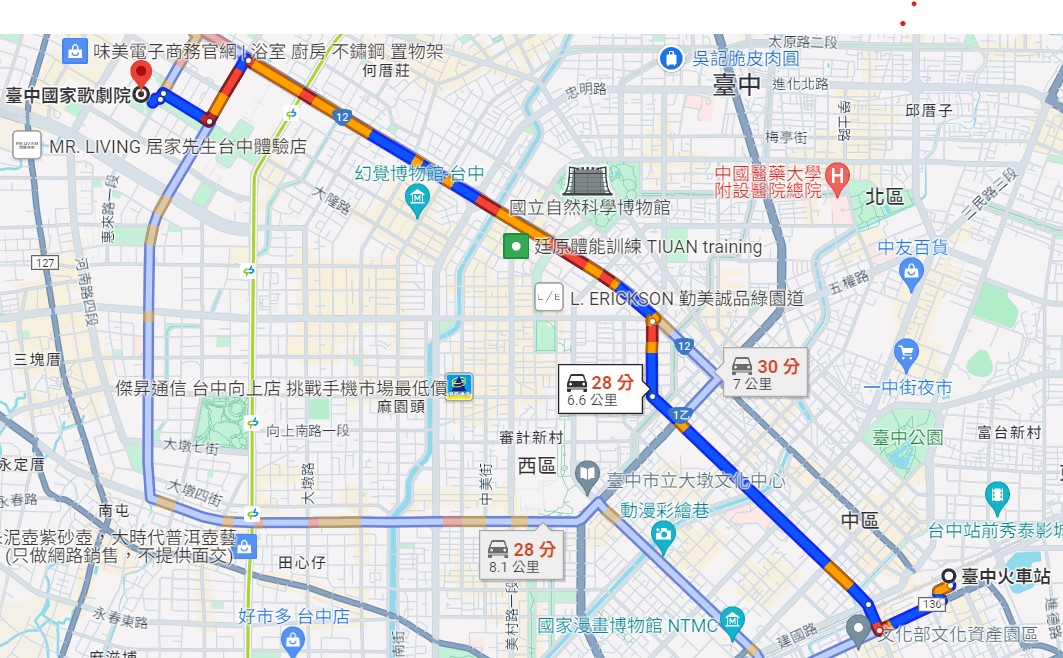 太原路二段
味美電子商務官網 | 浴室 廚房 不鏽鋼 置物架
吳記脆皮肉圓
何厝莊
臺中
進化北路
忠明路
臺中國家歌劇院
學士路
邱厝子
12
梅亭街
MR. LIVING 居家先生台中體驗店
幻覺博物館-台中
中國醫藥大學
附設醫院總院
H
三民路三段
大隆路
惠來路一段
國立自然科學博物館
北區
廷原體能訓練 TIUAN training
中友百貨
127
河南路四段
五權路
L/E
L. ERICKSON 勤美誠品綠園道
12
三塊厝
28 分
6.6 公里
30 分
7 公里
傑昇通信 台中向上店 挑戰手機市場最低價
麻園頭
一中街夜市
1乙
向上南路一段
審計新村
臺中公園
富台新村
大墩七街
永定厝
西區
大墩路
中美街
臺中市立大墩文化中心
大墩四街
永春路
南屯
動漫彩繪巷
中區
台中站前秀泰影城
泥壺紫砂壺，大時代普洱壺藝
(只做網路銷售，不提供面交)
28 分
8.1 公里
田心仔
臺中火車站
136
永春東路
好市多 台中店
美村路一段
國家漫畫博物館 NTMC
建國路
文化部文化資產園區
南街
進德路
麻滋埔